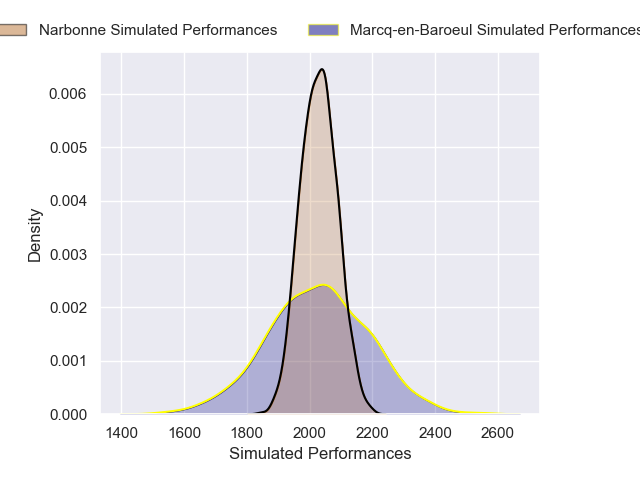 Narbonne Simulated Performances Marcq-en-Baroeul Simulated Performances
0.006
0.005
0.004
0.003
0.002
0.001
0.000
Density
1400 1600 1800 2000 2200 2400 2600
Simulated Performances